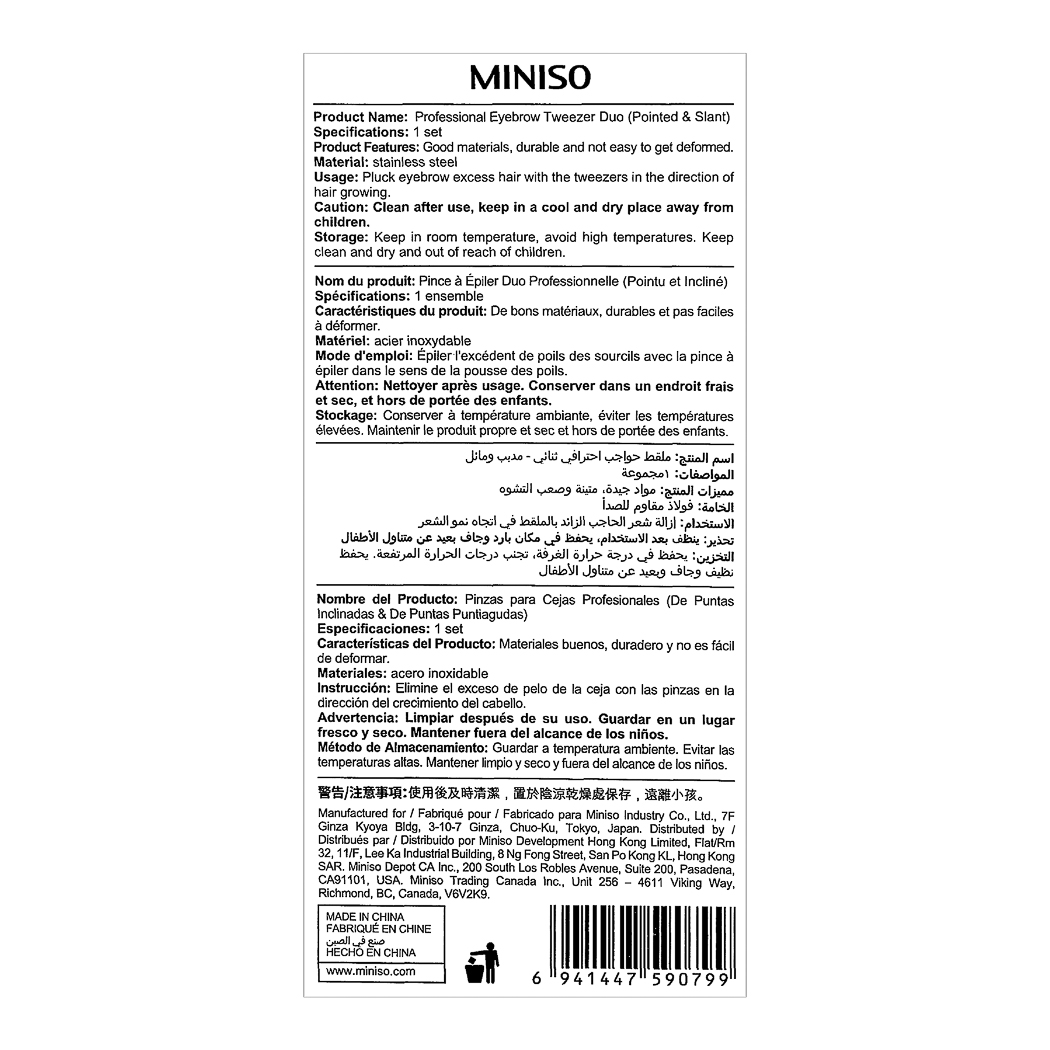 MINISO
Product Name: Professional Eyebrow Tweezer Duo (Pointed & Slant)
Specifications: 1 set
Product Features: Good materials, durable and not easy to get deformed.
Material: stainless steel
Usage: Pluck eyebrow excess hair with the tweezers in the direction of
hair growing.
Caution: Clean after use, keep in a cool and dry place away from
children.
Storage: Keep in room temperature, avoid high temperatures. Keep
clean and dry and out of reach of children.
Nom du produit: Pince à Épiler Duo Professionnelle (Pointu et Incliné)
Spécifications: 1 ensemble
Caractéristiques du produit: De bons matériaux, durables et pas faciles
à déformer.
Matériel: acier inoxydable
Mode d'emploi: Épiler l'excédent de poils des sourcils avec la pince à
épiler dans le sens de la pousse des poils.
Attention: Nettoyer après usage. Conserver dans un endroit frais
et sec, et hors de portée des enfants.
Stockage: Conserver à température ambiante, éviter les températures
élevées. Maintenir le produit propre et sec et hors de portée des enfants.
اسم المنتج: ملقط حواجب احترافي ثنائي - مدبب ومائل
المواصفات: ١مجموعة
مميزات المنتج: مواد جيدة، متينة وصعب التشوه
الخامة: فولاذ مقاوم للصدأ
الاستخدام: إزالة شعر الحاجب الزائد بالملقط في اتجاه نمو الشعر
تحذير: ينظف بعد الاستخدام، يحفظ في مكان بارد وجاف بعيد عن متناول الأطفال
التخزين: يحفظ في درجة حرارة الغرفة، تجنب درجات الحرارة المرتفعة. يحفظ
نظيف وجاف وبعيد عن متناول الأطفال
Nombre del Producto: Pinzas para Cejas Profesionales (De Puntas
Inclinadas & De Puntas Puntiagudas)
Especificaciones: 1 set
Características del Producto: Materiales buenos, duradero y no es fácil
de deformar.
Materiales: acero inoxidable
Instrucción: Elimine el exceso de pelo de la ceja con las pinzas en la
dirección del crecimiento del cabello.
Advertencia: Limpiar después de su uso. Guardar en un lugar
fresco y seco. Mantener fuera del alcance de los niños.
Método de Almacenamiento: Guardar a temperatura ambiente. Evitar las
temperaturas altas. Mantener limpio y seco y fuera del alcance de los niños.
警告/注意事項:使用後及時清潔，置於陰涼乾燥處保存，遠離小孩。
Manufactured for / Fabriqué pour / Fabricado para Miniso Industry Co., Ltd., 7F
Ginza Kyoya Bldg, 3-10-7 Ginza, Chuo-Ku, Tokyo, Japan. Distributed by /
Distribués par / Distribuido por Miniso Development Hong Kong Limited, Flat/Rm
32, 11/F, Lee Ka Industrial Building, 8 Ng Fong Street, San Po Kong KL, Hong Kong
SAR. Miniso Depot CA Inc., 200 South Los Robles Avenue, Suite 200, Pasadena,
CA91101, USA. Miniso Trading Canada Inc., Unit 256 – 4611 Viking Way,
Richmond, BC, Canada, V6V2K9.
MADE IN CHINA
FABRIQUÉ EN CHINE
صنع في الصين
HECHO EN CHINA
www.miniso.com
6 941447 590799